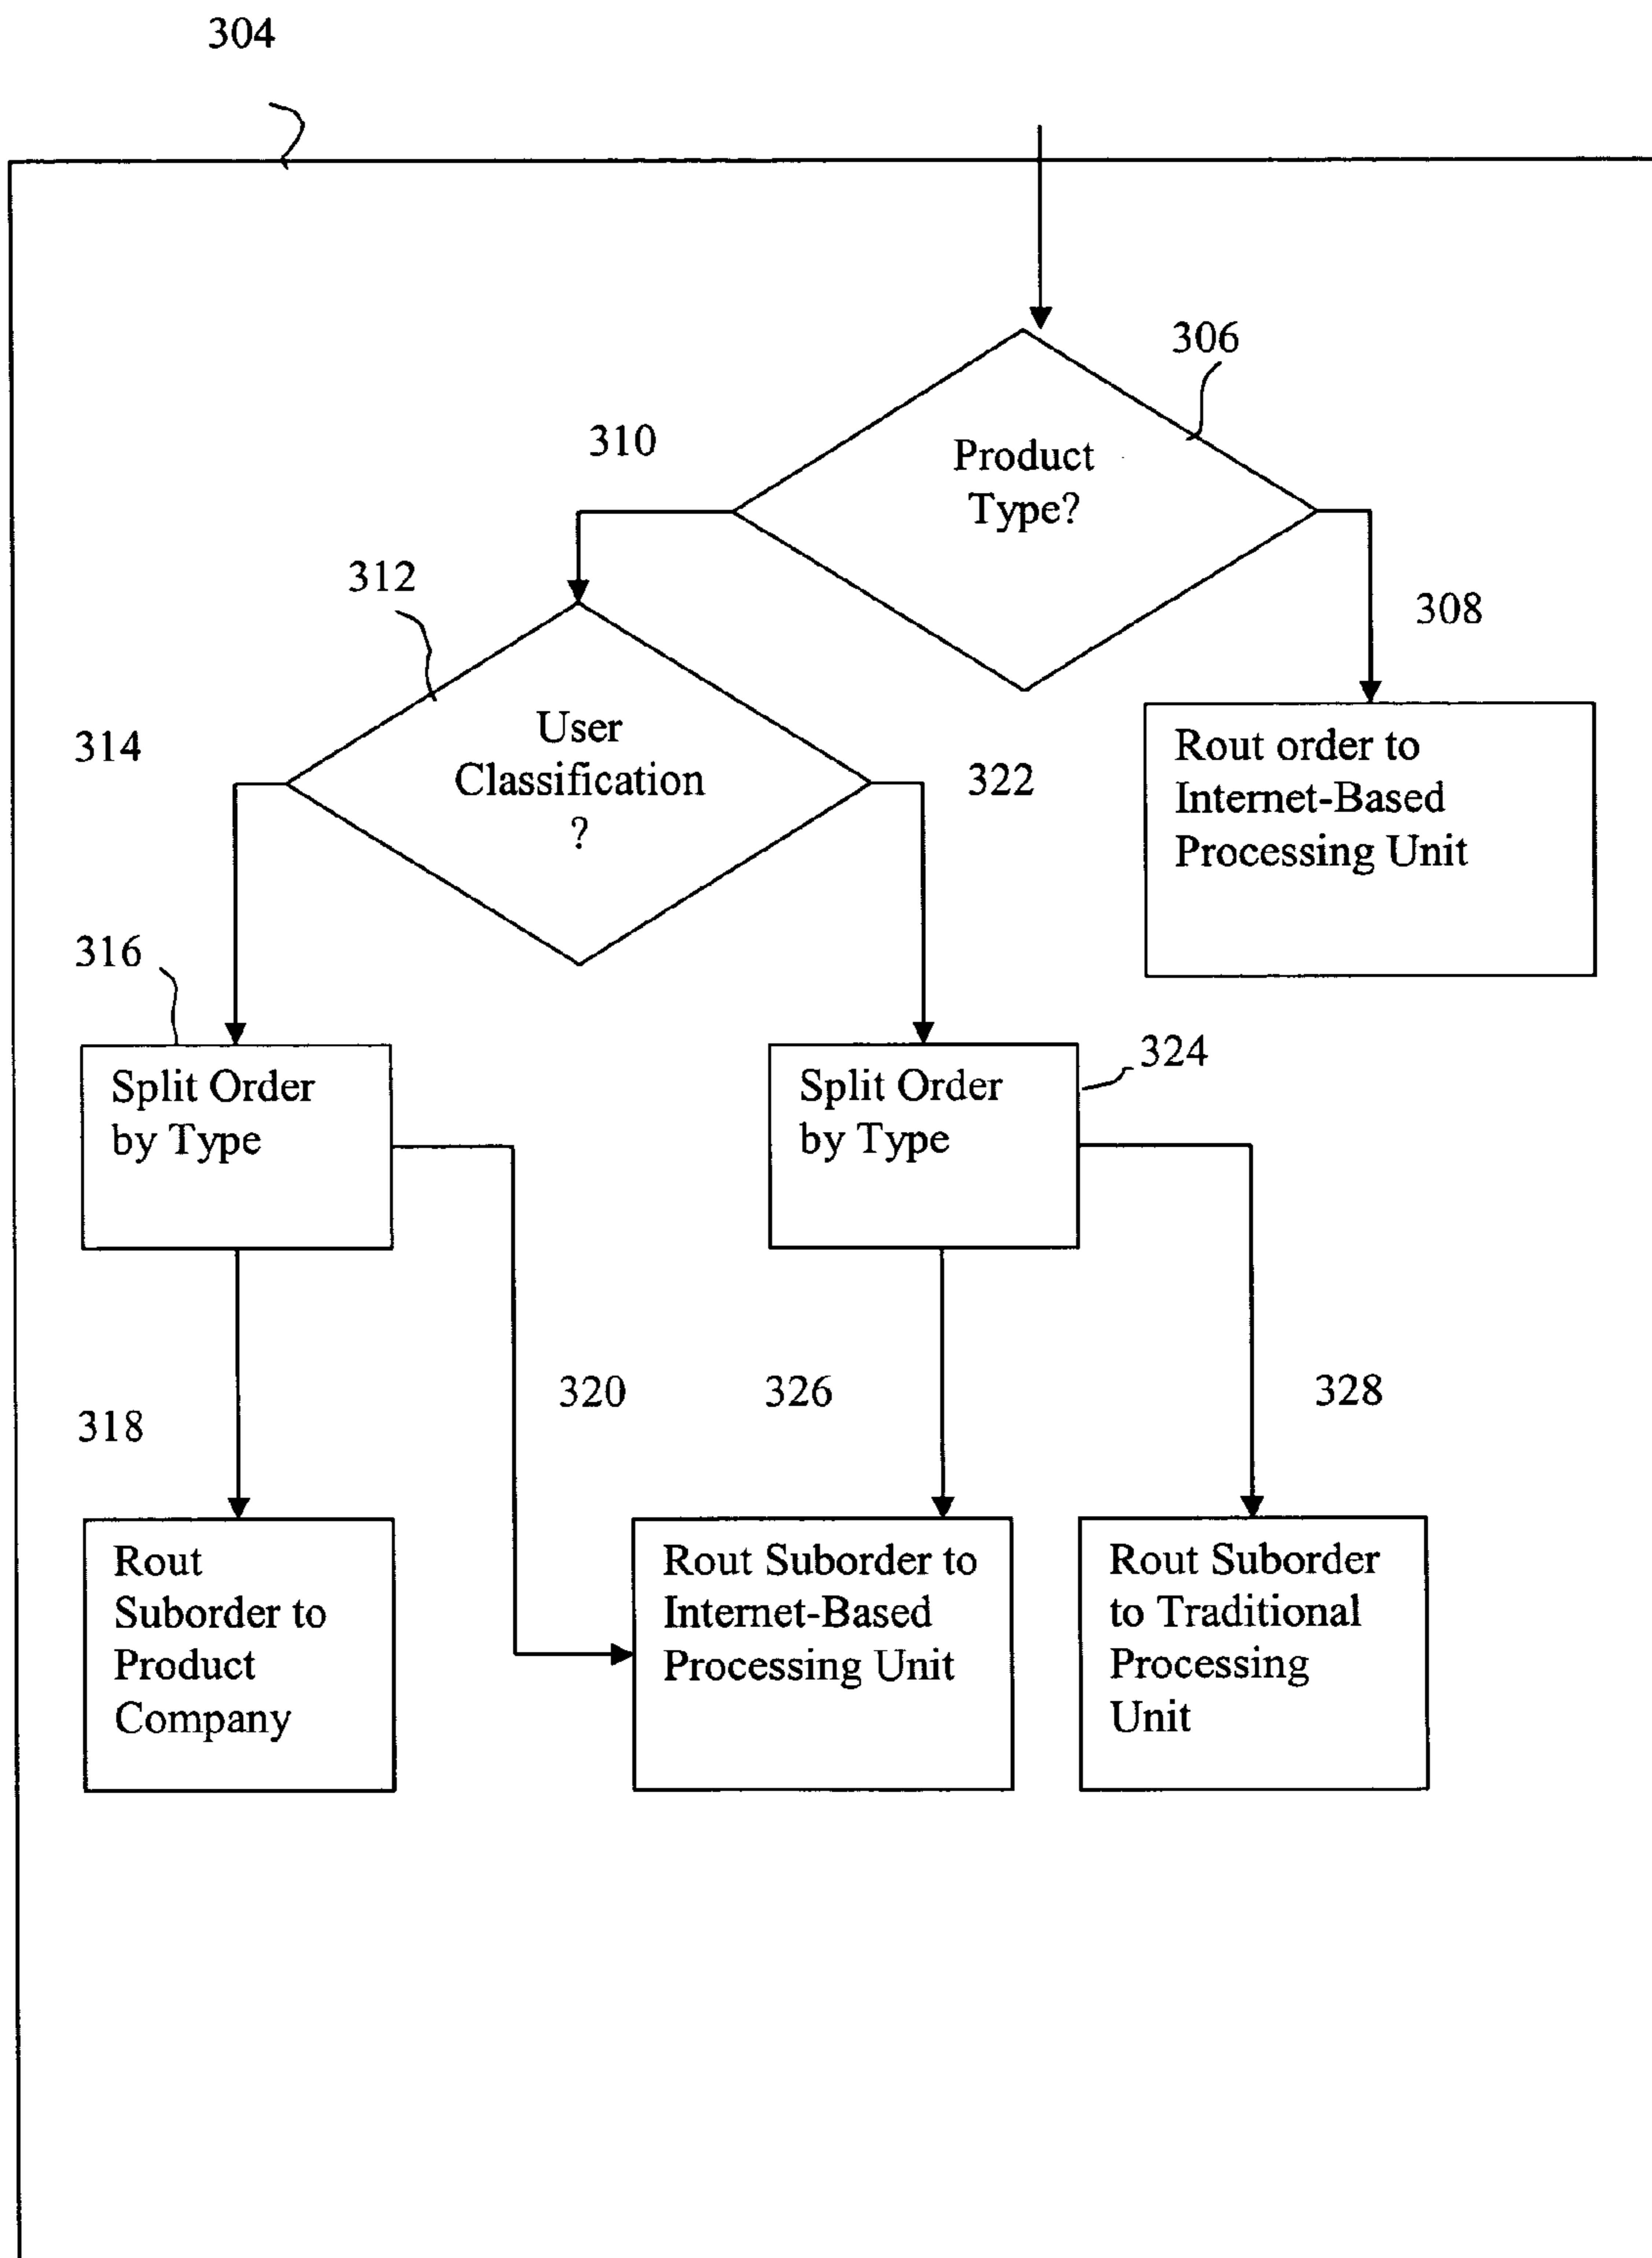 304
306
Product
Type?
310
312
308
User
Classification
?
314
322
Rout order to
Internet-Based
Processing Unit
316
Split Order
by Type
324
Split Order
by Type
318
320
326
328
Rout
Suborder to
Product
Company
Rout Suborder to
Internet-Based
Processing Unit
Rout Suborder
to Traditional
Processing
Unit